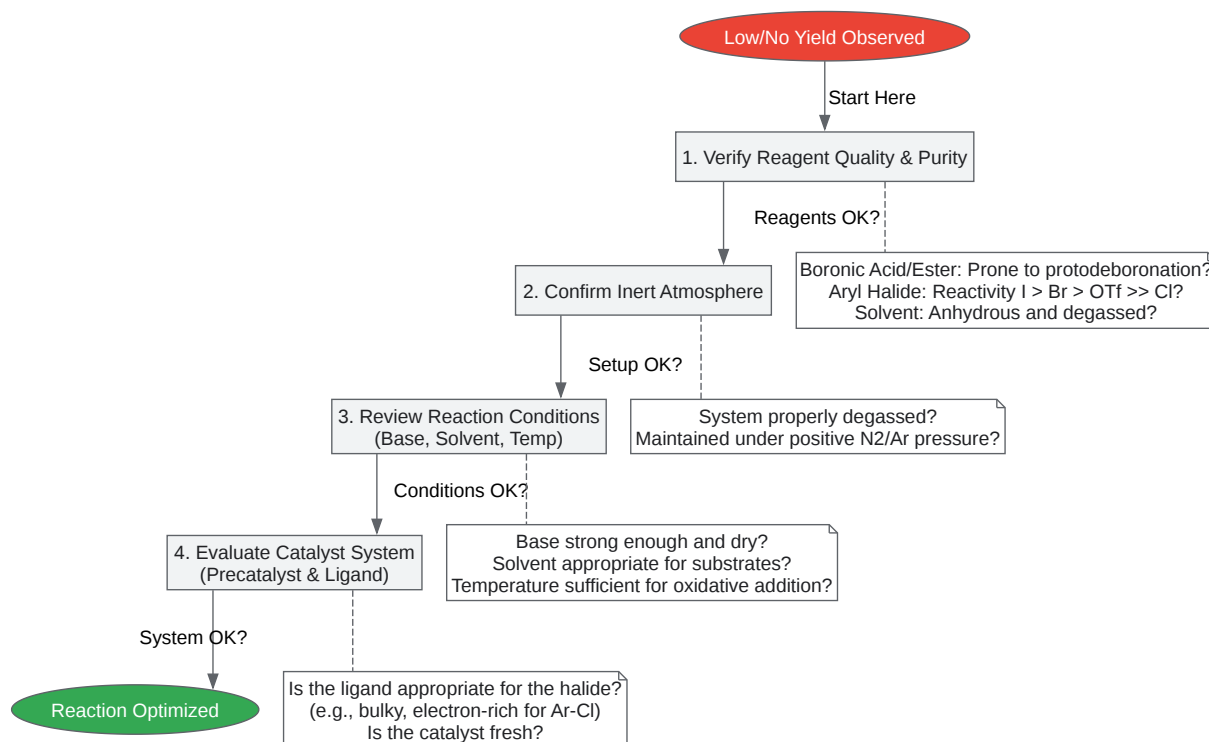 Low/No Yield Observed
Start Here
1. Verify Reagent Quality & Purity
Reagents OK?
Boronic Acid/Ester: Prone to protodeboronation?
Aryl Halide: Reactivity I > Br > OTf >> Cl?
Solvent: Anhydrous and degassed?
2. Confirm Inert Atmosphere
Setup OK?
System properly degassed?
Maintained under positive N2/Ar pressure?
3. Review Reaction Conditions
(Base, Solvent, Temp)
Conditions OK?
Base strong enough and dry?
Solvent appropriate for substrates?
Temperature sufficient for oxidative addition?
4. Evaluate Catalyst System
(Precatalyst & Ligand)
System OK?
Is the ligand appropriate for the halide?
(e.g., bulky, electron-rich for Ar-Cl)
Is the catalyst fresh?
Reaction Optimized